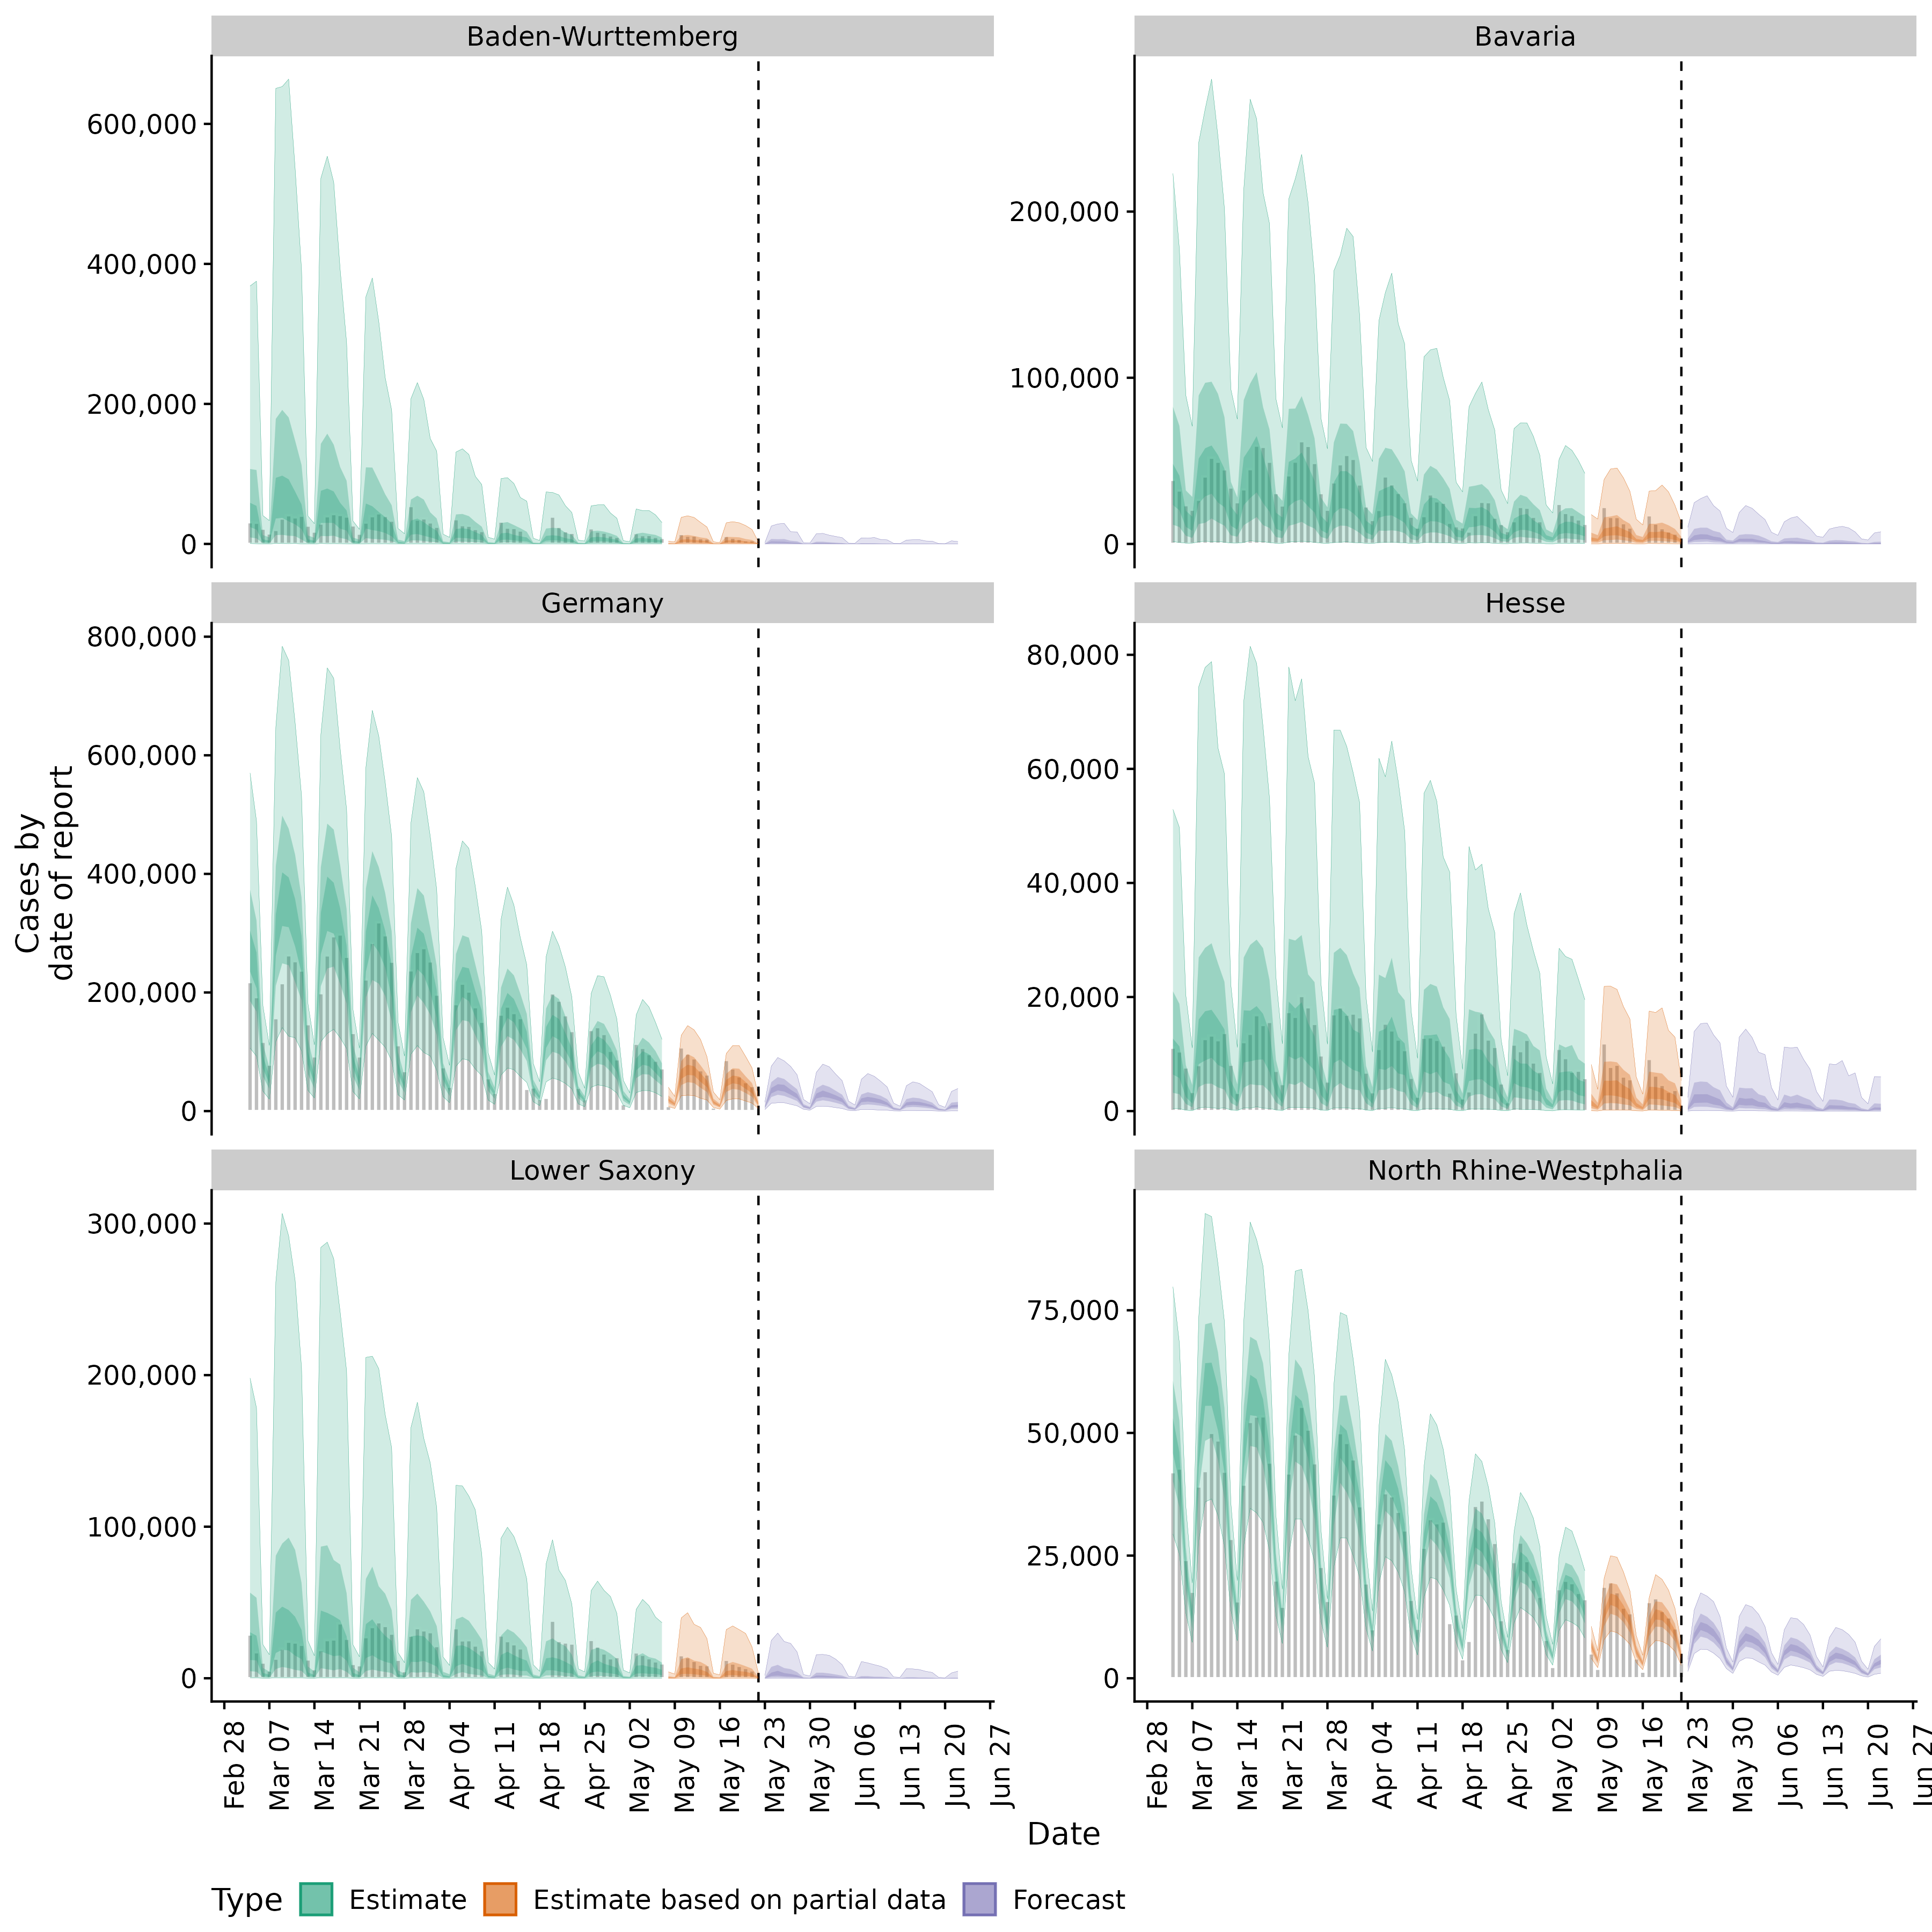 Baden-Wurttemberg
Bavaria
600,000
400,000
200,000
0
200,000
100,000
0
Germany
Hesse
800,000
600,000
400,000
200,000
0
80,000
60,000
40,000
20,000
0
Cases by
date of report
Lower Saxony
North Rhine-Westphalia
300,000
200,000
100,000
0
75,000
50,000
25,000
0
Feb 28
Mar 07
Mar 14
Mar 21
Mar 28
Apr 04
Apr 11
Apr 18
Apr 25
May 02
May 09
May 16
May 23
May 30
Jun 06
Jun 13
Jun 20
Jun 27
Feb 28
Mar 07
Mar 14
Mar 21
Mar 28
Apr 04
Apr 11
Apr 18
Apr 25
May 02
May 09
May 16
May 23
May 30
Jun 06
Jun 13
Jun 20
Jun 27
Date
Type Estimate Estimate based on partial data Forecast